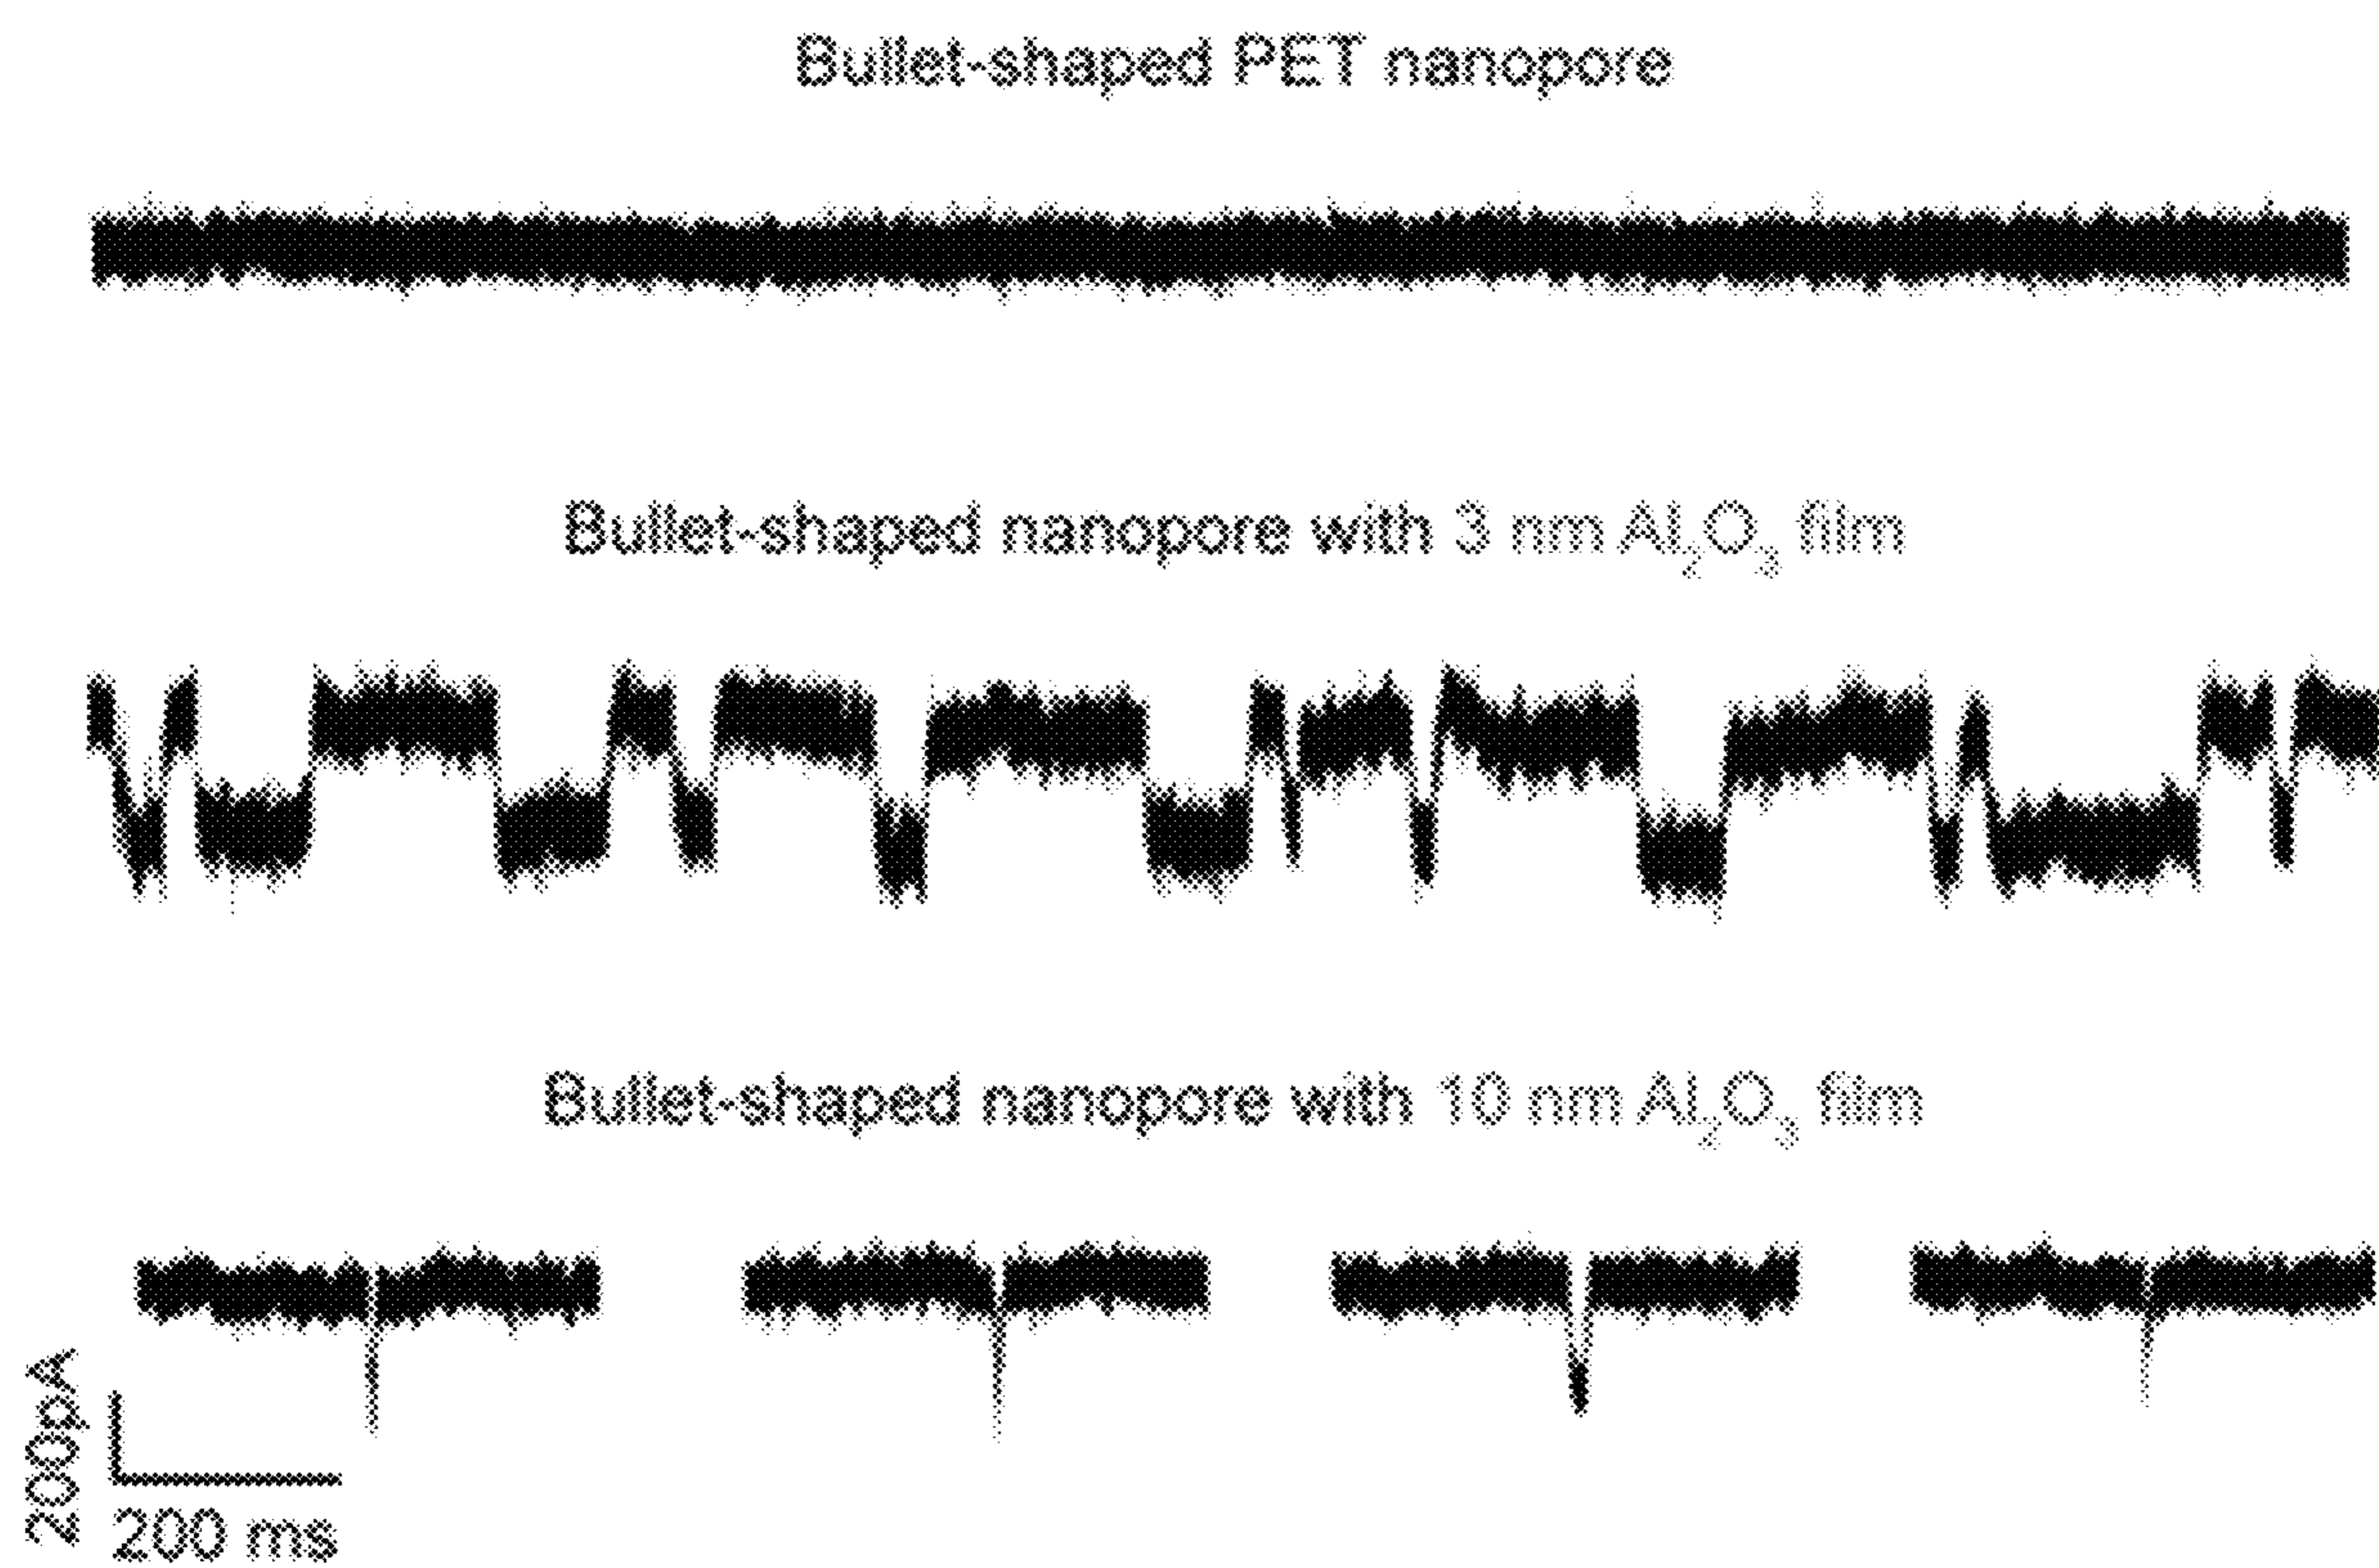 Bullet-shaped PET nanopore
Bullet-shaped nanopore with 3 nm Al₂O₃ film
Bullet-shaped nanopore with 10 nm Al₂O₃ film
200pA
200 ms